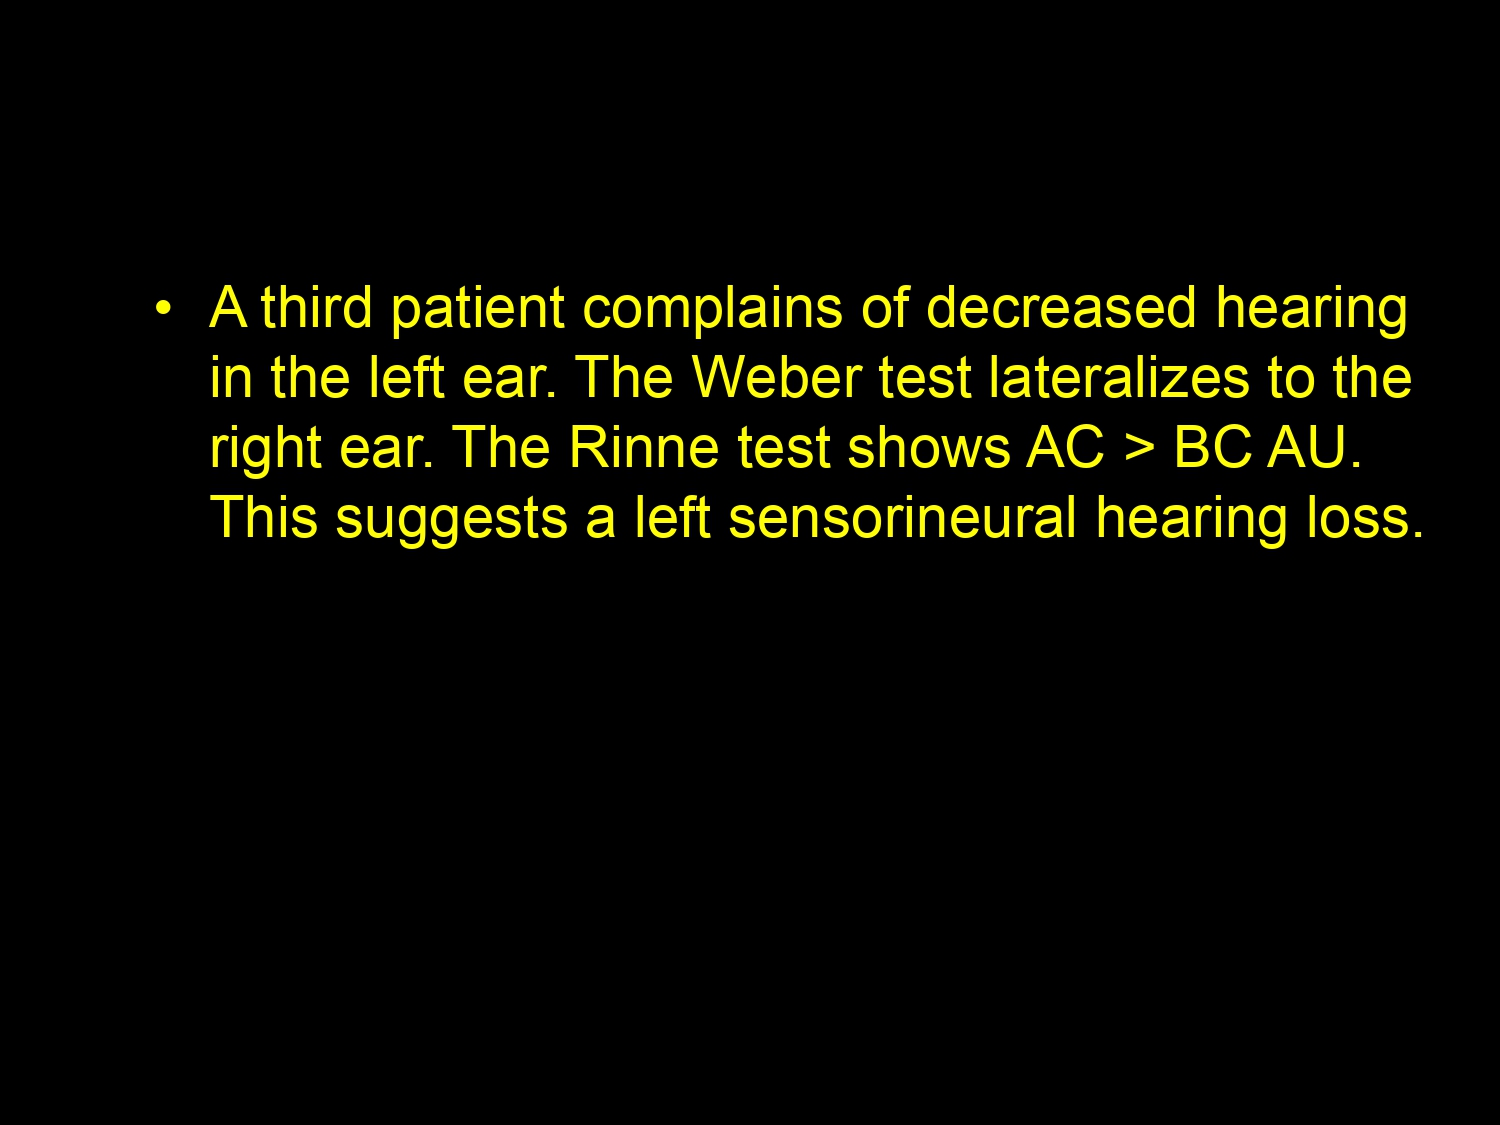 • A third patient complains of decreased hearing
in the left ear. The Weber test lateralizes to the
right ear. The Rinne test shows AC > BC AU.
This suggests a left sensorineural hearing loss.